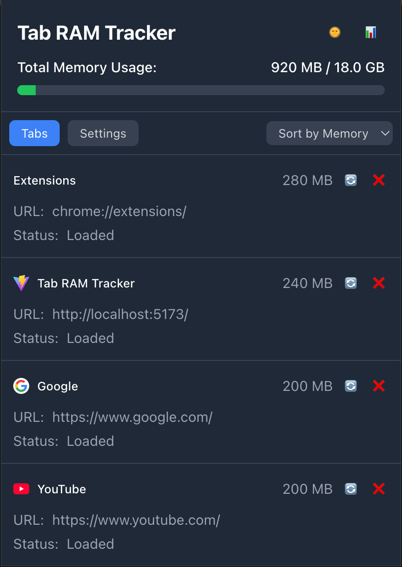 Tab RAM Tracker
Total Memory Usage: 920 MB / 18.0 GB
Tabs Settings Sort by Memory
Extensions 280 MB
URL: chrome://extensions/
Status: Loaded
Tab RAM Tracker 240 MB
URL: http://localhost:5173/
Status: Loaded
Google 200 MB
URL: https://www.google.com/
Status: Loaded
YouTube 200 MB
URL: https://www.youtube.com/
Status: Loaded